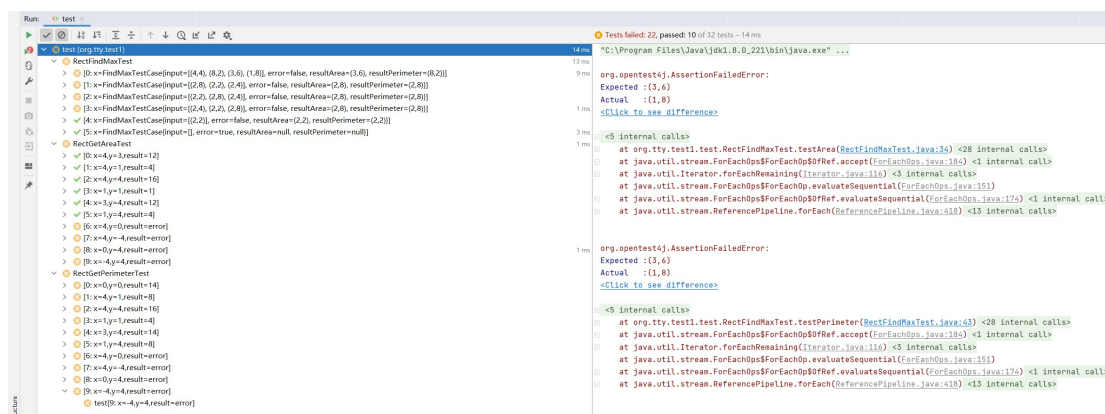 Run: test ×
Tests failed: 22, passed: 10 of 32 tests – 14 ms
test (org.tty.test1) 14 ms
RectFindMaxTest 13 ms
[0: x=FindMaxTestCase(input=[(4,4), (8,2), (3,6), (1,8)], error=false, resultArea=(3,6), resultPerimeter=(8,2))] 9 ms
[1: x=FindMaxTestCase(input=[(2,8), (2,2), (2,4)], error=false, resultArea=(2,8), resultPerimeter=(2,8))]
[2: x=FindMaxTestCase(input=[(2,2), (2,8), (2,4)], error=false, resultArea=(2,8), resultPerimeter=(2,8))]
[3: x=FindMaxTestCase(input=[(2,4), (2,2), (2,8)], error=false, resultArea=(2,8), resultPerimeter=(2,8))] 1 ms
[4: x=FindMaxTestCase(input=[(2,2)], error=false, resultArea=(2,2), resultPerimeter=(2,2))]
[5: x=FindMaxTestCase(input=[], error=true, resultArea=null, resultPerimeter=null)] 3 ms
RectGetAreaTest 1 ms
[0: x=4,y=3,result=12]
[1: x=4,y=1,result=4]
[2: x=4,y=4,result=16]
[3: x=1,y=1,result=1]
[4: x=3,y=4,result=12]
[5: x=1,y=4,result=4]
[6: x=4,y=0,result=error]
[7: x=4,y=-4,result=error]
[8: x=0,y=4,result=error] 1 ms
[9: x=-4,y=4,result=error]
RectGetPerimeterTest
[0: x=0,y=0,result=14]
[1: x=4,y=1,result=8]
[2: x=4,y=4,result=16]
[3: x=1,y=1,result=4]
[4: x=3,y=4,result=14]
[5: x=1,y=4,result=8]
[6: x=4,y=0,result=error]
[7: x=4,y=-4,result=error]
[8: x=0,y=4,result=error]
[9: x=-4,y=4,result=error]
test[9: x=-4,y=4,result=error]
"C:\Program Files\Java\jdk1.8.0_221\bin\java.exe" ...
org.opentest4j.AssertionFailedError:
Expected :(3,6)
Actual :(1,8)
<Click to see difference>
<5 internal calls>
at org.tty.test1.test.RectFindMaxTest.testArea(RectFindMaxTest.java:34) <28 internal calls>
at java.util.stream.ForEachOps$ForEachOp$OfRef.accept(ForEachOps.java:184) <1 internal call>
at java.util.Iterator.forEachRemaining(Iterator.java:116) <3 internal calls>
at java.util.stream.ForEachOps$ForEachOp.evaluateSequential(ForEachOps.java:151)
at java.util.stream.ForEachOps$ForEachOp$OfRef.evaluateSequential(ForEachOps.java:174) <1 internal call
at java.util.stream.ReferencePipeline.forEach(ReferencePipeline.java:418) <13 internal calls>
org.opentest4j.AssertionFailedError:
Expected :(3,6)
Actual :(1,8)
<Click to see difference>
<5 internal calls>
at org.tty.test1.test.RectFindMaxTest.testPerimeter(RectFindMaxTest.java:43) <28 internal calls>
at java.util.stream.ForEachOps$ForEachOp$OfRef.accept(ForEachOps.java:184) <1 internal call>
at java.util.Iterator.forEachRemaining(Iterator.java:116) <3 internal calls>
at java.util.stream.ForEachOps$ForEachOp.evaluateSequential(ForEachOps.java:151)
at java.util.stream.ForEachOps$ForEachOp$OfRef.evaluateSequential(ForEachOps.java:174) <1 internal call
at java.util.stream.ReferencePipeline.forEach(ReferencePipeline.java:418) <13 internal calls>
ucture